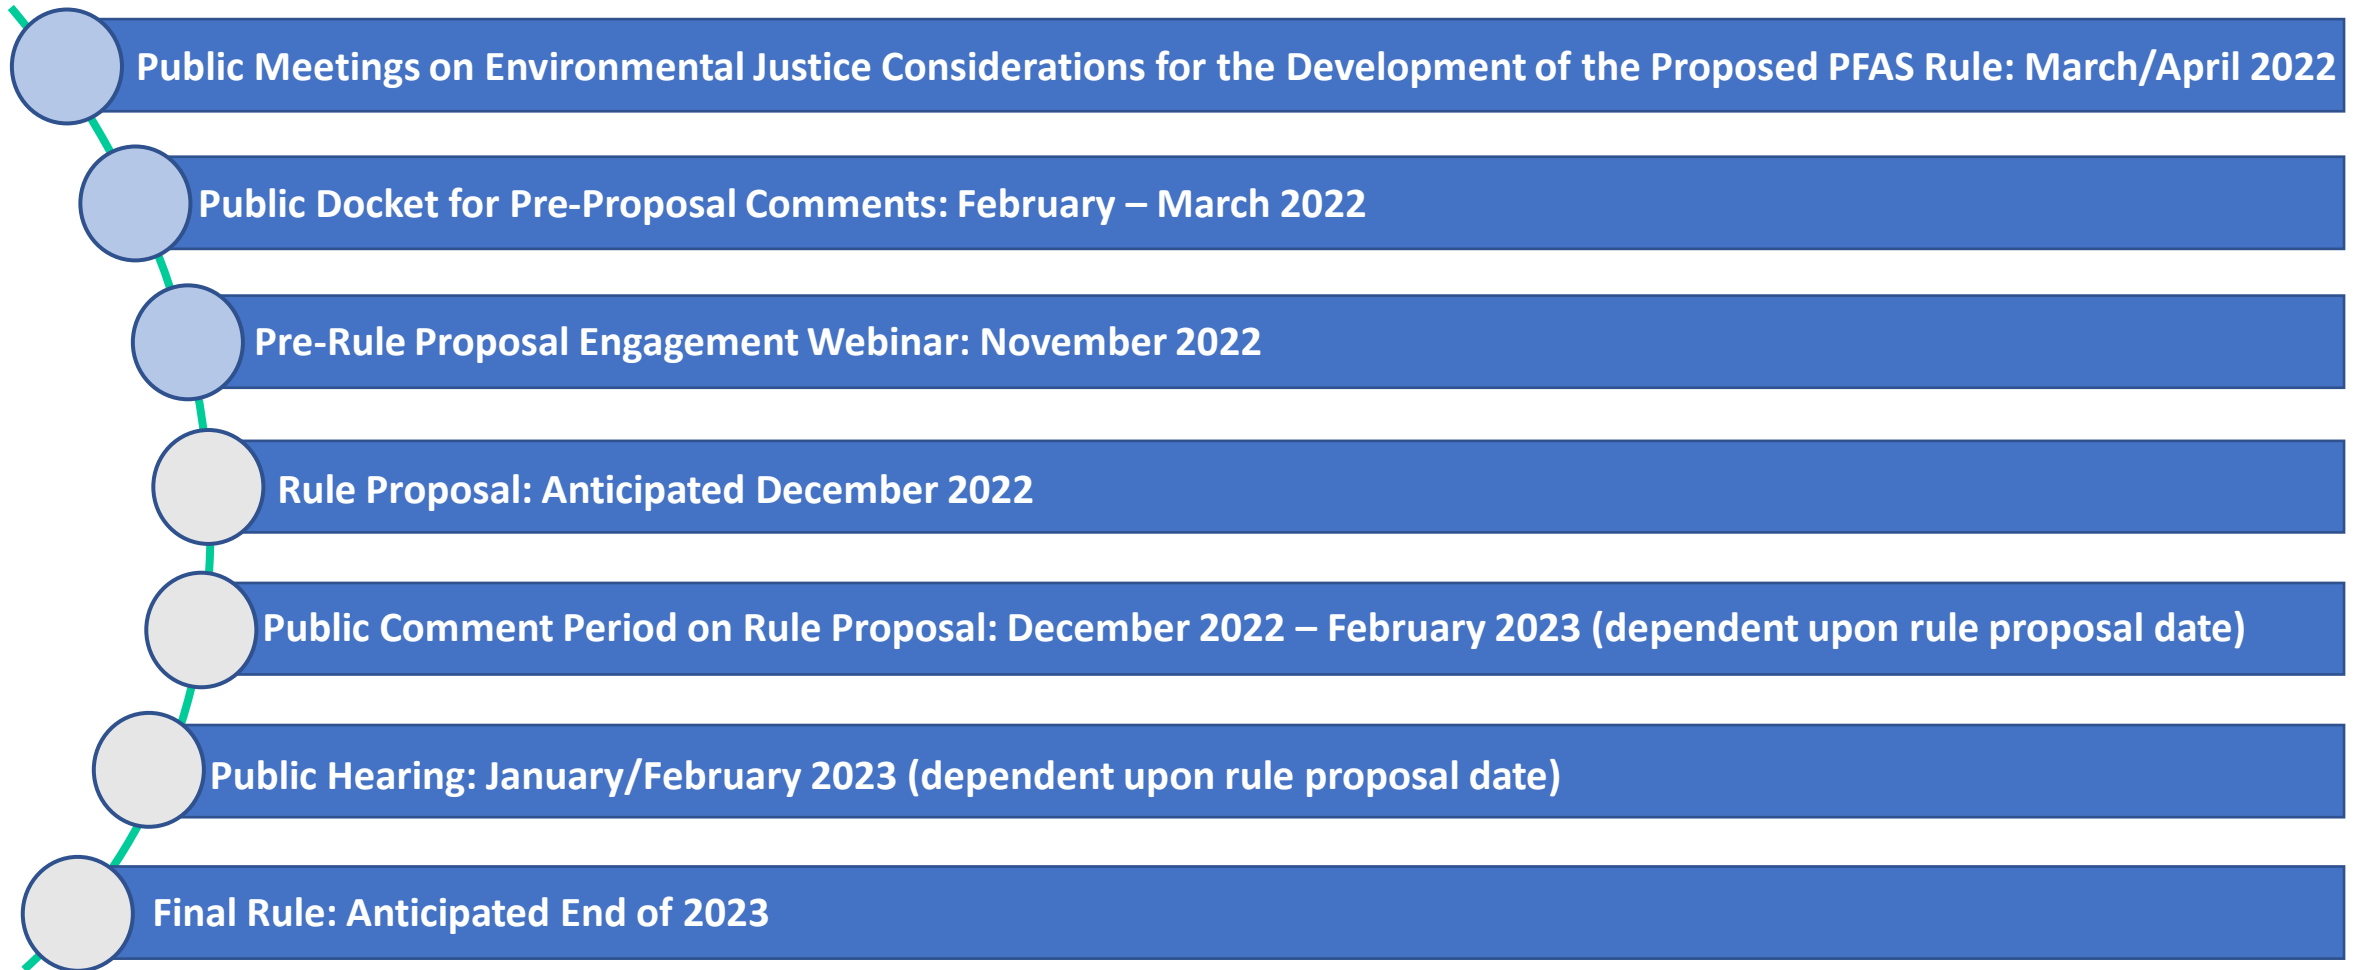 Public Meetings on Environmental Justice Considerations for the Development of the Proposed PFAS Rule: March/April 2022
Public Docket for Pre-Proposal Comments: February – March 2022
Pre-Rule Proposal Engagement Webinar: November 2022
Rule Proposal: Anticipated December 2022
Public Comment Period on Rule Proposal: December 2022 – February 2023 (dependent upon rule proposal date)
Public Hearing: January/February 2023 (dependent upon rule proposal date)
Final Rule: Anticipated End of 2023